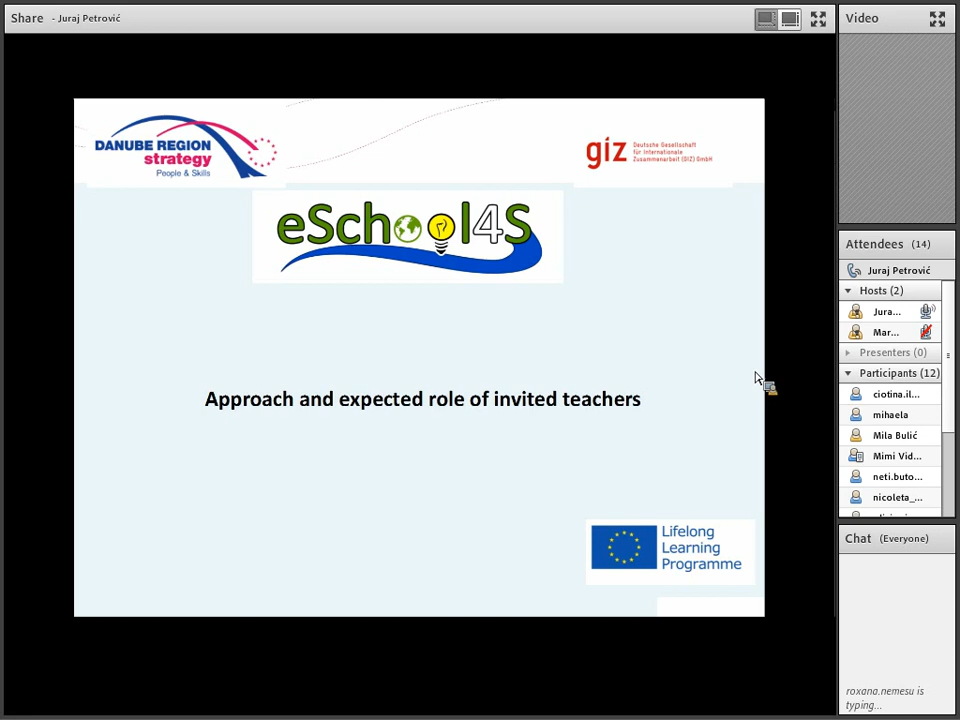 Share - Juraj Petrović
Video
DANUBE REGION
strategy
People & Skills
giz Deutsche Gesellschaft
für Internationale
Zusammenarbeit (GIZ) GmbH
eSchool4S
Approach and expected role of invited teachers
Lifelong
Learning
Programme
Attendees (14)
Juraj Petrović
Hosts (2)
Jura...
Mar...
Presenters (0)
Participants (12)
ciotina.il...
mihaela
Mila Bulić
Mimi Vid...
neti.buto...
nicoleta_...
Chat (Everyone)
roxana.nemesu is
typing...